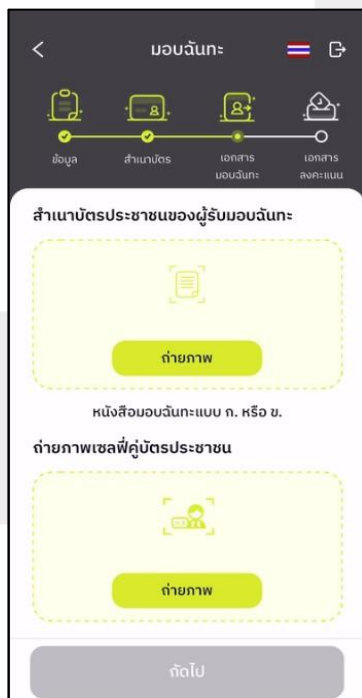 มอบฉันทะ
ข้อมูล
สำเนาบัตร
เอกสาร
มอบฉันทะ
เอกสาร
ลงคะแนน
สำเนาบัตรประชาชนของผู้รับมอบฉันทะ
ถ่ายภาพ
หนังสือมอบฉันทะแบบ ก. หรือ ข.
ถ่ายภาพเซลฟี่คู่บัตรประชาชน
ถ่ายภาพ
ถัดไป